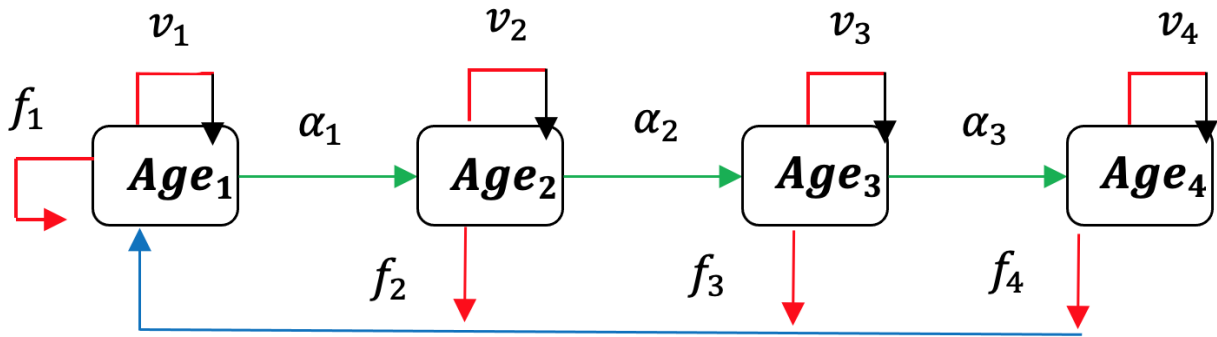 v₁ v₂ v₃ v₄
f₁ α₁ α₂ α₃
Age₁ Age₂ Age₃ Age₄
f₂ f₃ f₄